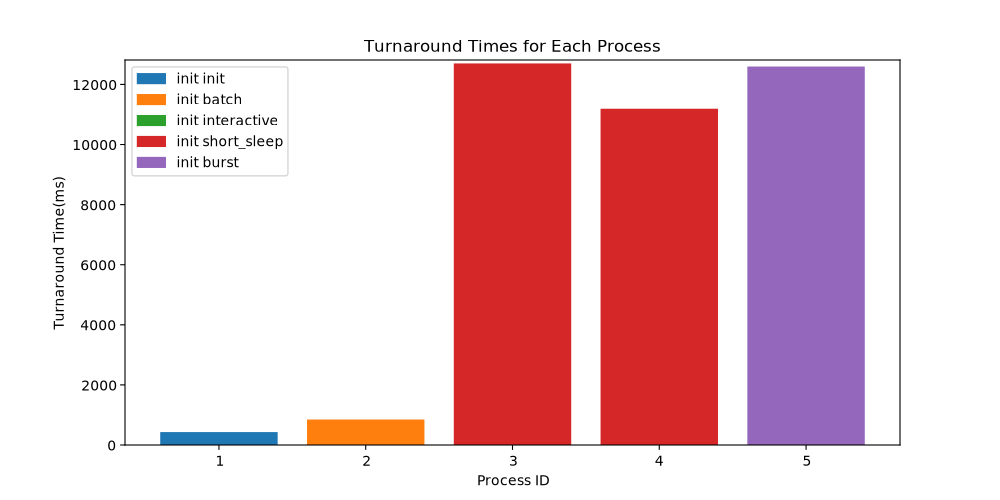 Turnaround Times for Each Process
Turnaround Time(ms)
12000
10000
8000
6000
4000
2000
0
init init
init batch
init interactive
init short_sleep
init burst
1 2 3 4 5
Process ID